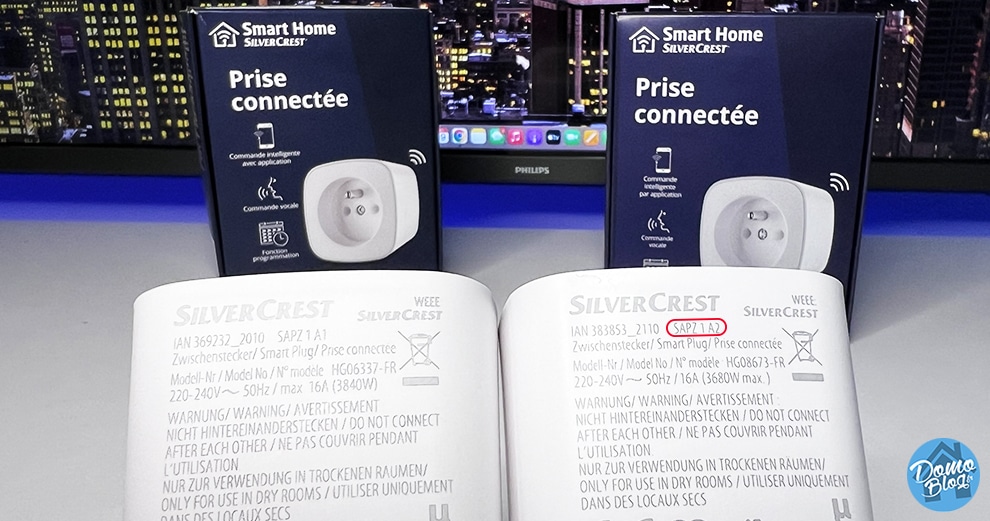 Smart Home
SILVERCREST
Prise
connectée
Commande intelligente
avec application
Commande vocale
Fonction
programmation
Smart Home
SILVERCREST
Prise
connectée
Commande
intelligente
par application
Commande
vocale
PHILIPS
SILVERCREST
WEEE
SILVERCREST
IAN 369232_2010 SAPZ 1 A1
Zwischenstecker/ Smart Plug/ Prise connectée
Modell-Nr / Model No / N° modèle HG06337-FR
220-240V~ 50Hz / max. 16A (3840W)
WARNUNG/ WARNING/ AVERTISSEMENT
NICHT HINTEREINANDERSTECKEN / DO NOT CONNECT
AFTER EACH OTHER / NE PAS COUVRIR PENDANT
L'UTILISATION.
NUR ZUR VERWENDUNG IN TROCKENEN RÄUMEN/
ONLY FOR USE IN DRY ROOMS / UTILISER UNIQUEMENT
DANS DES LOCAUX SECS
SILVERCREST
WEEE:
SILVERCREST
IAN 383853_2110 SAPZ 1 A2
Zwischenstecker/ Smart Plug/ Prise connectée
Modell-Nr / Model No / N° modèle HG08673-FR
220-240V~ 50Hz / 16A (3680W max.)
WARNUNG/ WARNING / AVERTISSEMENT :
NICHT HINTEREINANDERSTECKEN / DO NOT CONNECT
AFTER EACH OTHER / NE PAS COUVRIR PENDANT
L'UTILISATION.
NUR ZUR VERWENDUNG IN TROCKENEN RÄUMEN/
ONLY FOR USE IN DRY ROOMS / UTILISER UNIQUEMENT
DANS DES LOCAUX SECS
Domo
Blog.fr